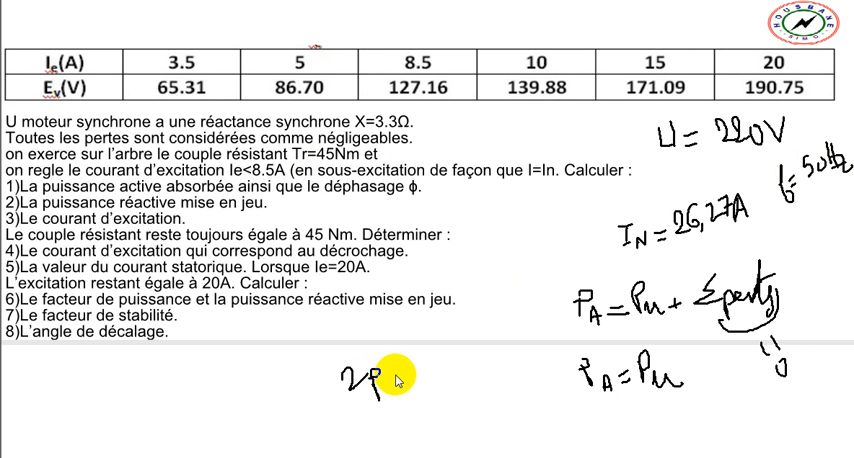 HOUSBANE
BIMO
Ie(A) 3.5 5 8.5 10 15 20
Ev(V) 65.31 86.70 127.16 139.88 171.09 190.75
U moteur synchrone a une réactance synchrone X=3.3Ω.
Toutes les pertes sont considérées comme négligeables.
on exerce sur l'arbre le couple résistant Tr=45Nm et
on regle le courant d'excitation Ie<8.5A (en sous-excitation de façon que I=In. Calculer :
1)La puissance active absorbée ainsi que le déphasage ϕ.
2)La puissance réactive mise en jeu.
3)Le courant d'excitation.
Le couple résistant reste toujours égale à 45 Nm. Déterminer :
4)Le courant d'excitation qui correspond au décrochage.
5)La valeur du courant statorique. Lorsque Ie=20A.
L'excitation restant égale à 20A. Calculer :
6)Le facteur de puissance et la puissance réactive mise en jeu.
7)Le facteur de stabilité.
8)L'angle de décalage.
U = 220V
f=50Hz
IN = 26,27A
PA = Pu + Σpertes
0
PA = Pu
2P